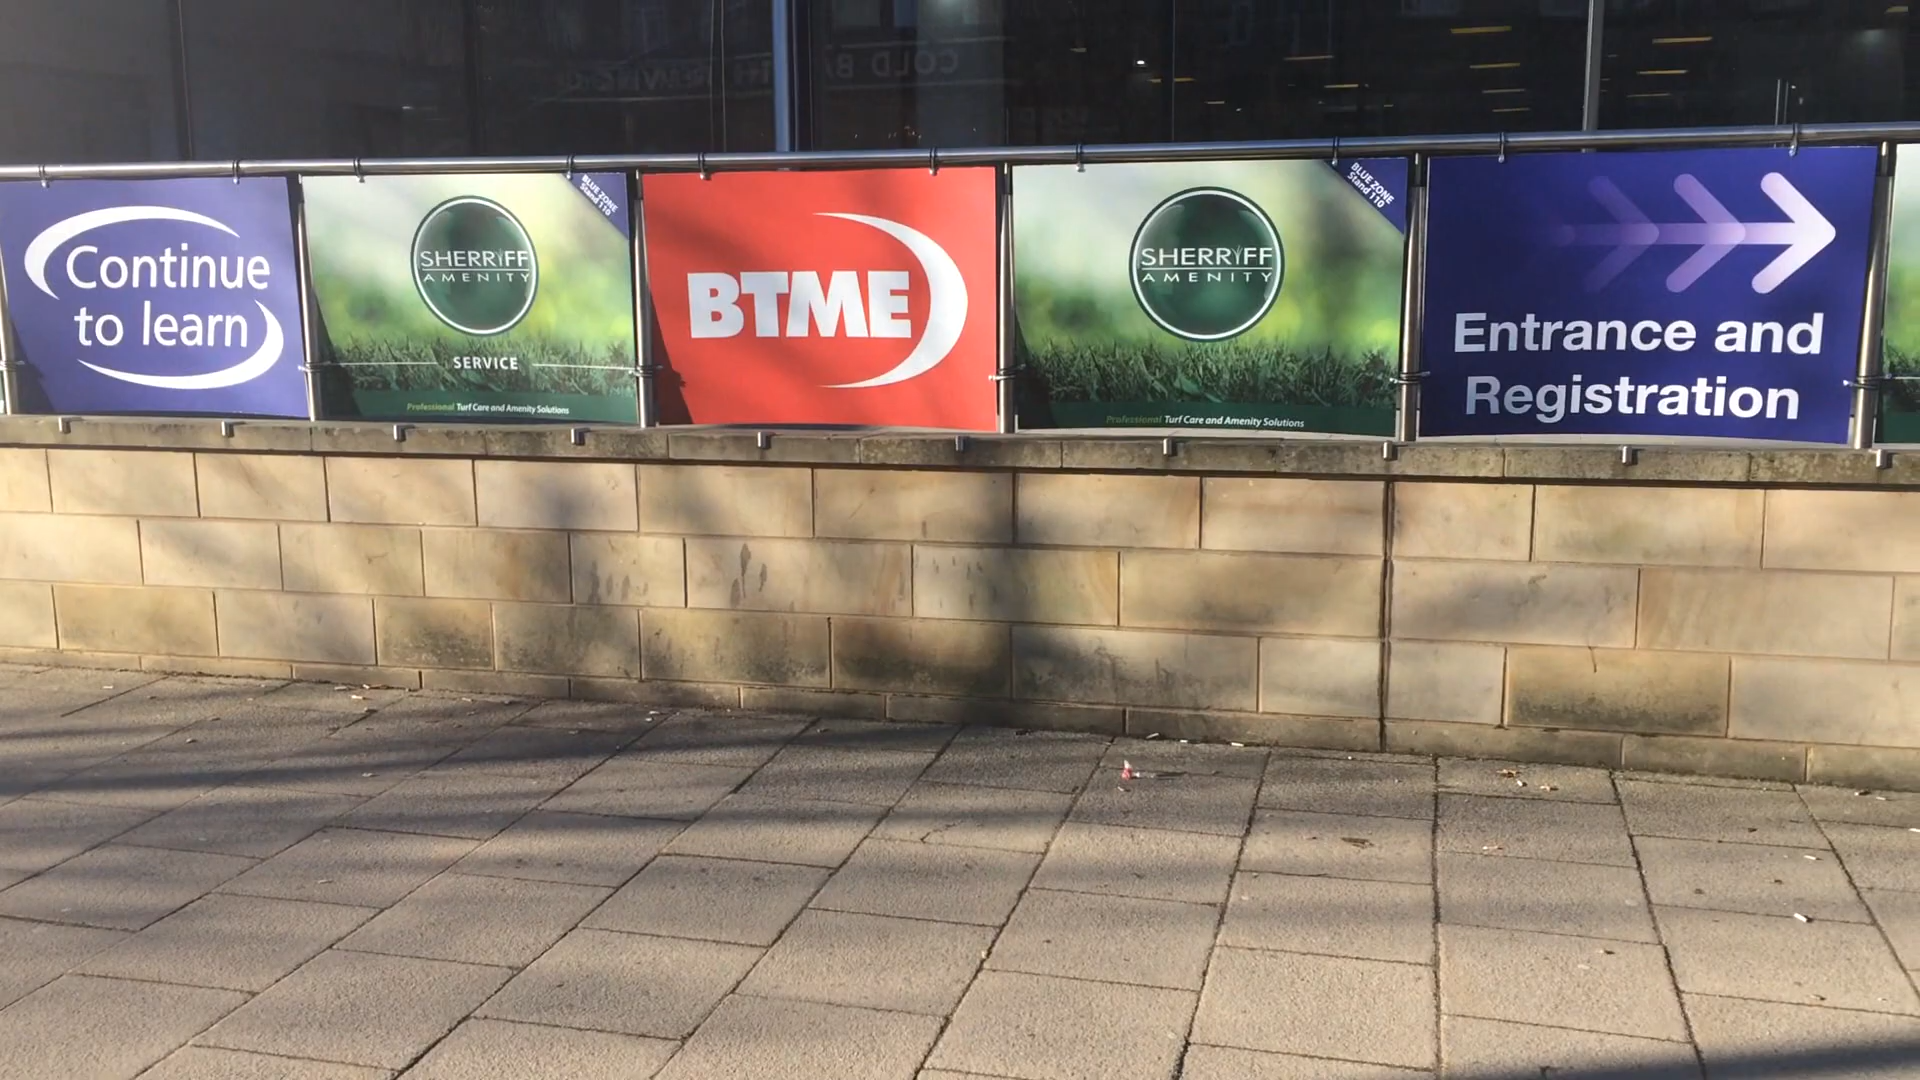 Continue
to learn
BLUE ZONE
Stand 110
SHERRIFF
AMENITY
SERVICE
Professional Turf Care and Amenity Solutions
BTME
BLUE ZONE
Stand 110
SHERRIFF
AMENITY
Professional Turf Care and Amenity Solutions
Entrance and
Registration
COLD